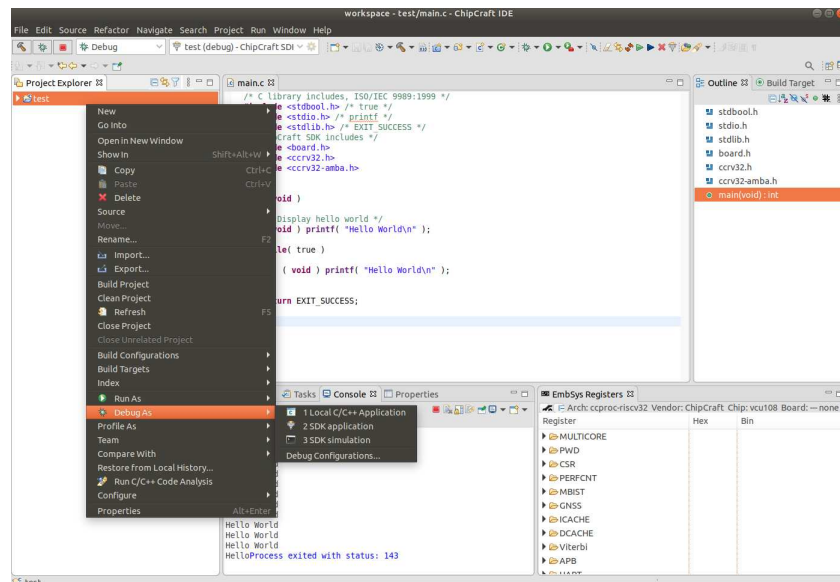 workspace - test/main.c - ChipCraft IDE
File Edit Source Refactor Navigate Search Project Run Window Help
Debug
test (debug) - ChipCraft SDI
Project Explorer
test
New
Go Into
Open in New Window
Show In Shift+Alt+W
Copy Ctrl+C
Paste Ctrl+V
Delete
Source
Move...
Rename... F2
Import...
Export...
Build Project
Clean Project
Refresh F5
Close Project
Close Unrelated Project
Build Configurations
Build Targets
Index
Run As
Debug As
Profile As
Team
Compare With
Restore from Local History...
Run C/C++ Code Analysis
Configure
Properties Alt+Enter
1 Local C/C++ Application
2 SDK application
3 SDK simulation
Debug Configurations...
main.c
/* C library includes, ISO/IEC 9989:1999 */
e <stdbool.h> /* true */
e <stdio.h> /* printf */
e <stdlib.h> /* EXIT_SUCCESS */
Craft SDK includes */
e <board.h>
e <ccrv32.h>
e <ccrv32-amba.h>
oid )
Display hello world */
oid ) printf( "Hello World\n" );
le( true )
( void ) printf( "Hello World\n" );
urn EXIT_SUCCESS;
Tasks Console Properties
Hello World
Hello World
Hello World
HelloProcess exited with status: 143
Outline Build Target
stdbool.h
stdio.h
stdlib.h
board.h
ccrv32.h
ccrv32-amba.h
main(void) : int
EmbSys Registers
Arch: ccproc-riscv32 Vendor: ChipCraft Chip: vcu108 Board: — none
Register Hex Bin
MULTICORE
PWD
CSR
PERFCNT
MBIST
GNSS
ICACHE
DCACHE
Viterbi
APB
UART
test